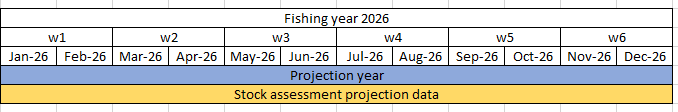 Fishing year 2026
w1 w2 w3 w4 w5 w6
Jan-26 Feb-26 Mar-26 Apr-26 May-26 Jun-26 Jul-26 Aug-26 Sep-26 Oct-26 Nov-26 Dec-26
Projection year
Stock assessment projection data